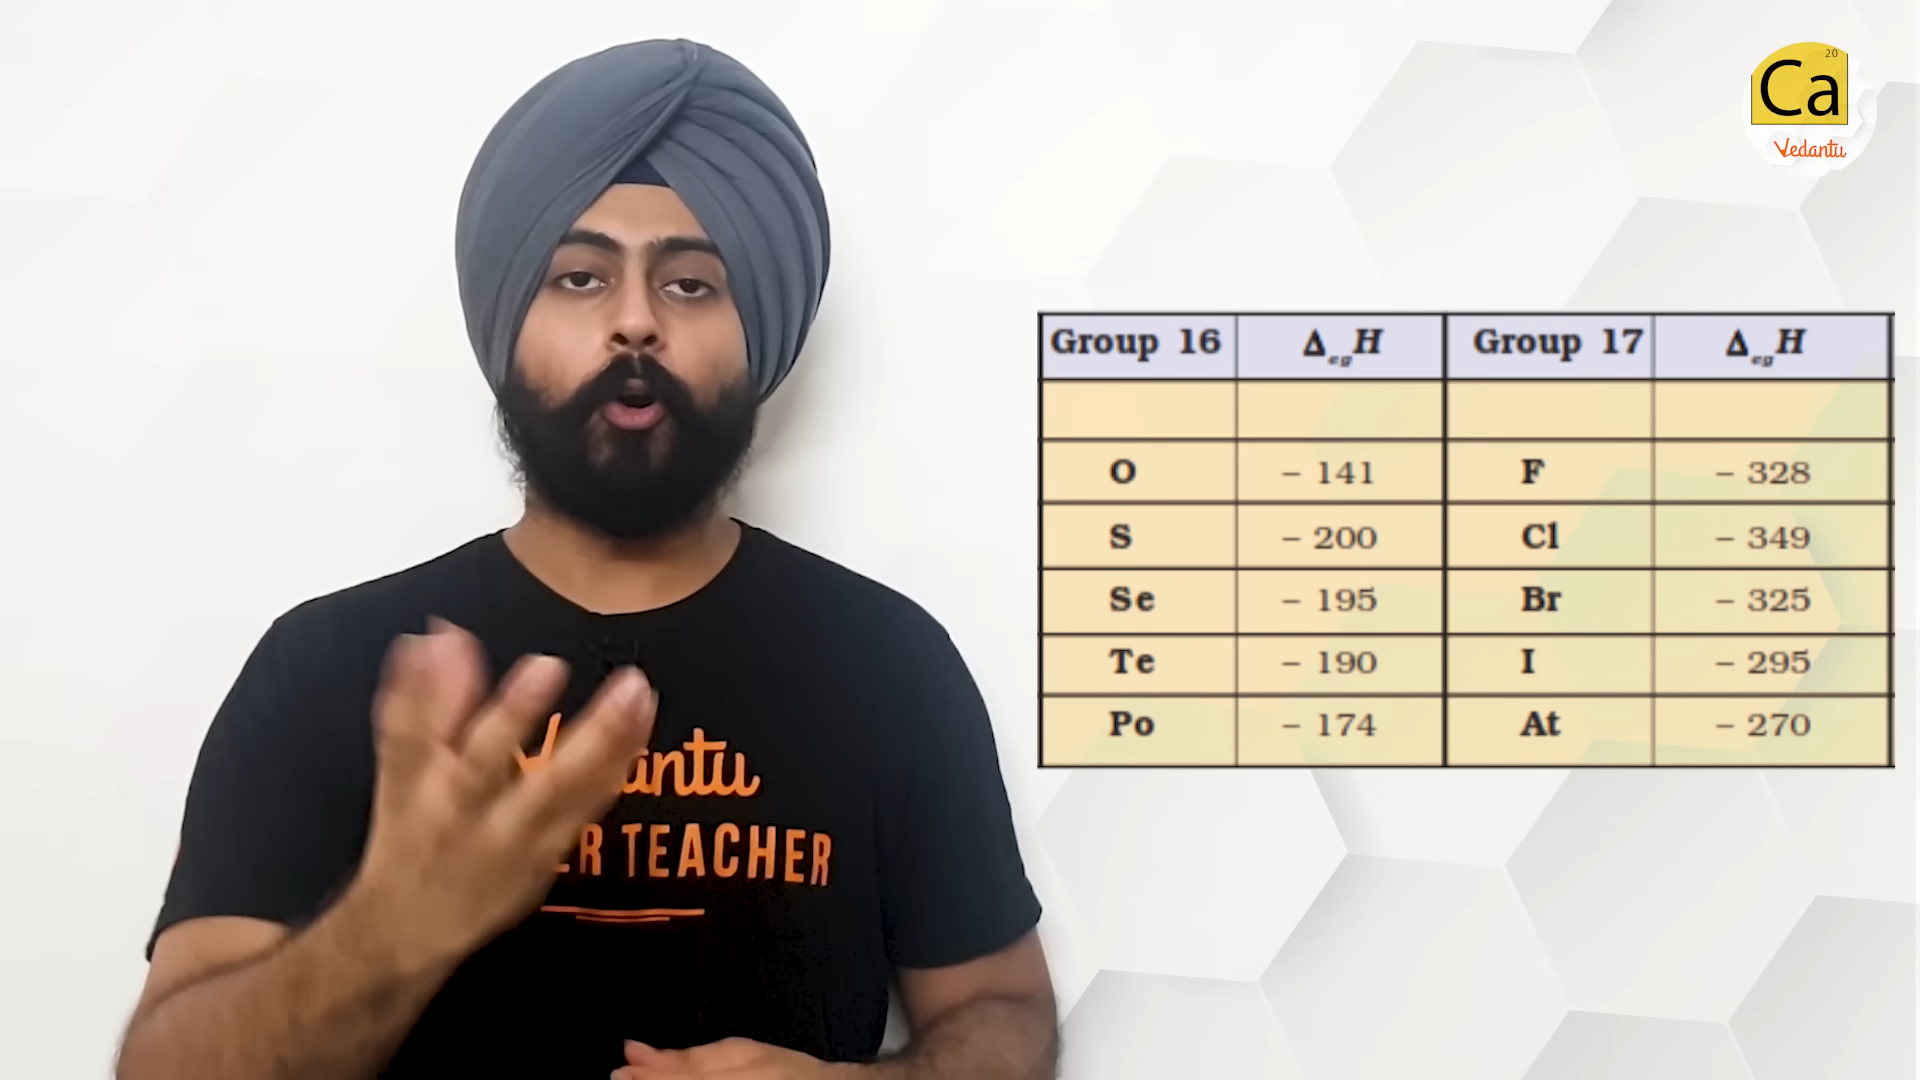 20
Ca
Vedantu
Group 16 ΔegH Group 17 ΔegH
O – 141 F – 328
S – 200 Cl – 349
Se – 195 Br – 325
Te – 190 I – 295
Po – 174 At – 270
TEACHER